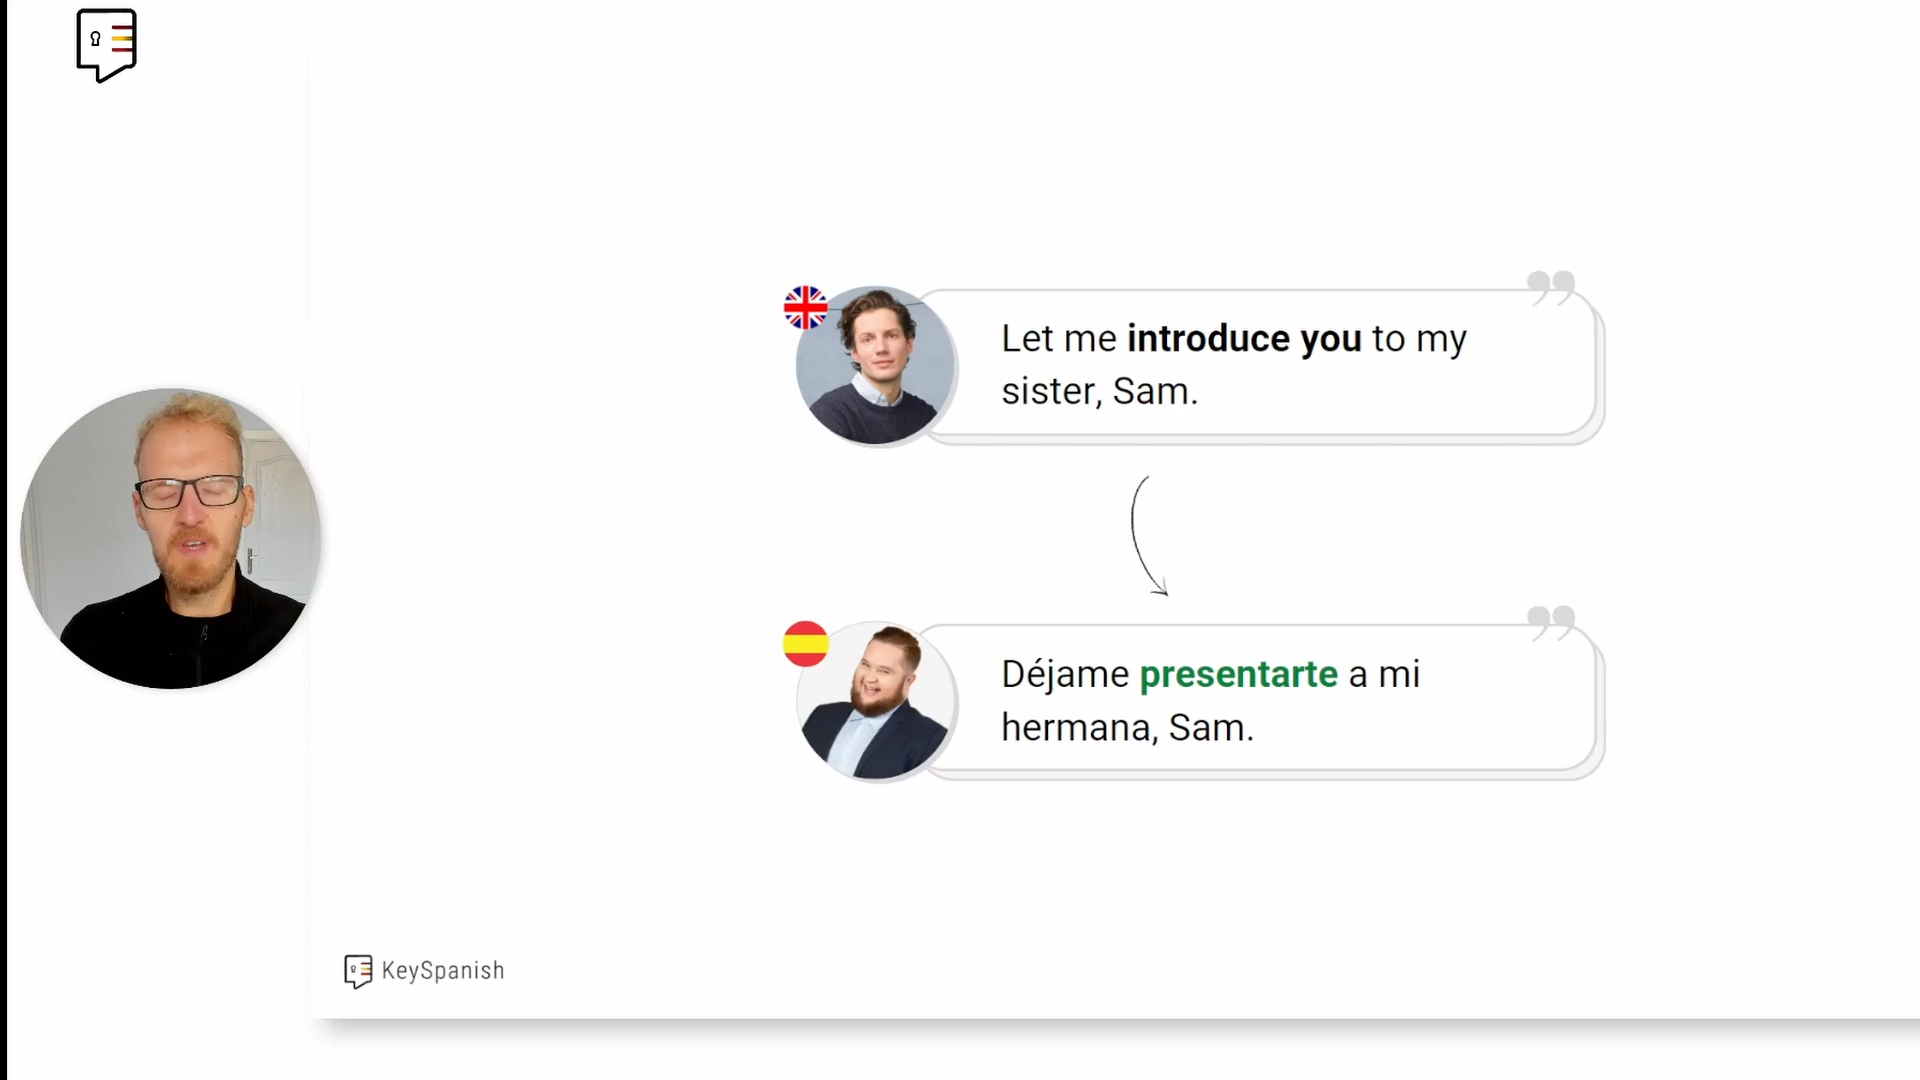 Let me introduce you to my
sister, Sam.
Déjame presentarte a mi
hermana, Sam.
KeySpanish